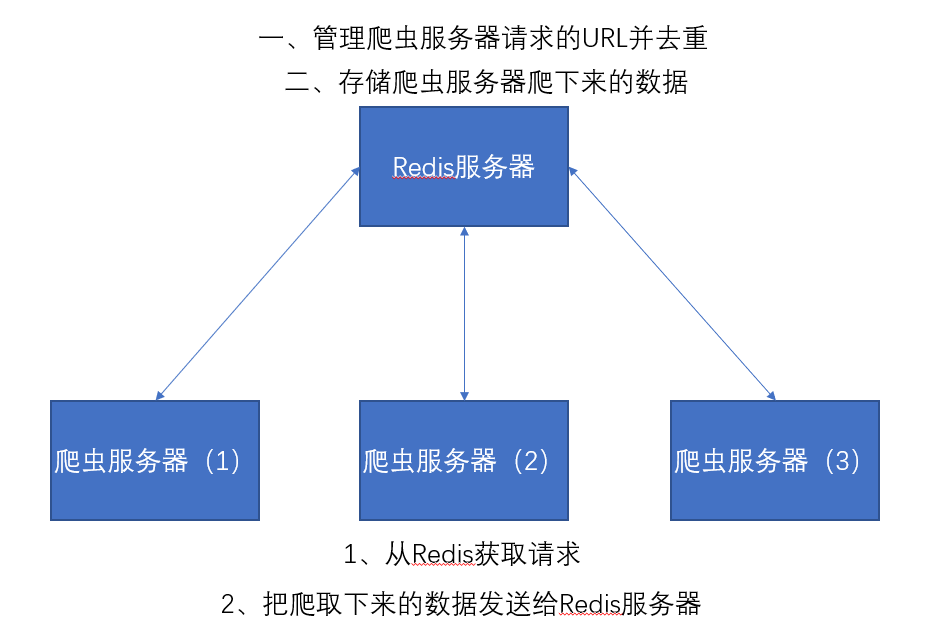 一、管理爬虫服务器请求的URL并去重
二、存储爬虫服务器爬下来的数据
Redis服务器
爬虫服务器（1）
爬虫服务器（2）
爬虫服务器（3）
1、从Redis获取请求
2、把爬取下来的数据发送给Redis服务器